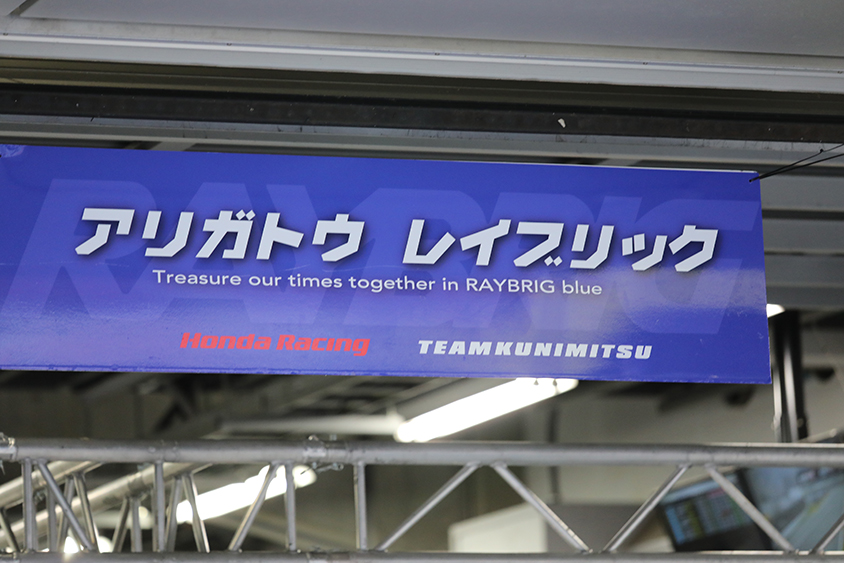 RAYBRIG
アリガトウ レイブリック
Treasure our times together in RAYBRIG blue
Honda Racing TEAMKUNIMITSU